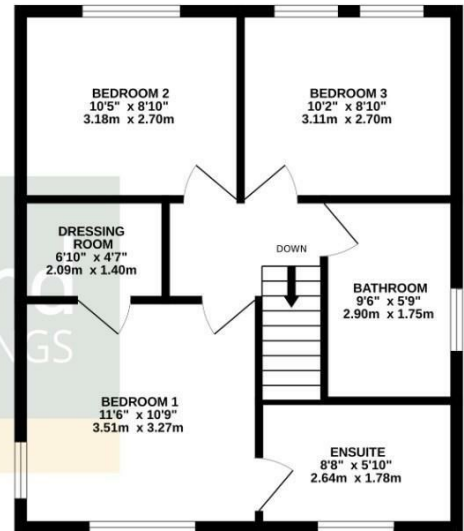 BEDROOM 2
10'5" x 8'10"
3.18m x 2.70m
BEDROOM 3
10'2" x 8'10"
3.11m x 2.70m
DRESSING
ROOM
6'10" x 4'7"
2.09m x 1.40m
DOWN
BATHROOM
9'6" x 5'9"
2.90m x 1.75m
BEDROOM 1
11'6" x 10'9"
3.51m x 3.27m
ENSUITE
8'8" x 5'10"
2.64m x 1.78m
nd
NGS